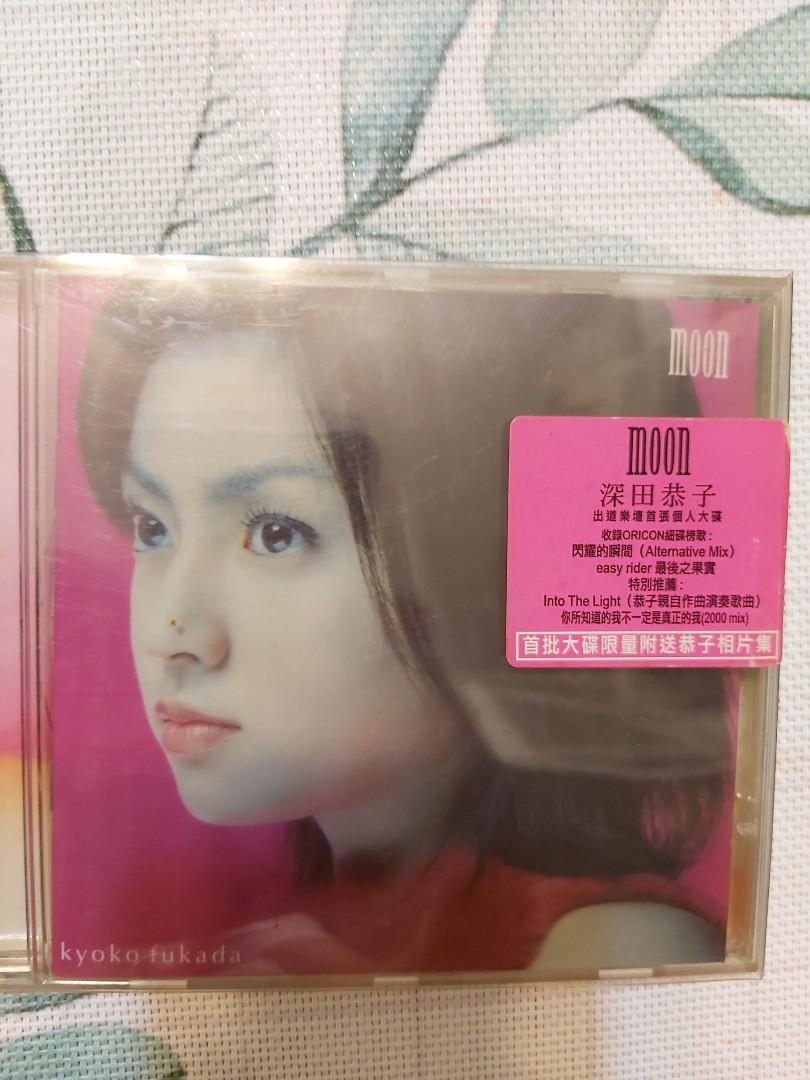 moon
moon
深田恭子
出道樂壇首張個人大碟
收錄ORICON細碟榜歌：
閃耀的瞬間（Alternative Mix）
easy rider 最後之果實
特別推薦：
Into The Light（恭子親自作曲演奏歌曲）
你所知道的我不一定是真正的我(2000 mix)
首批大碟限量附送恭子相片集
kyoko fukada